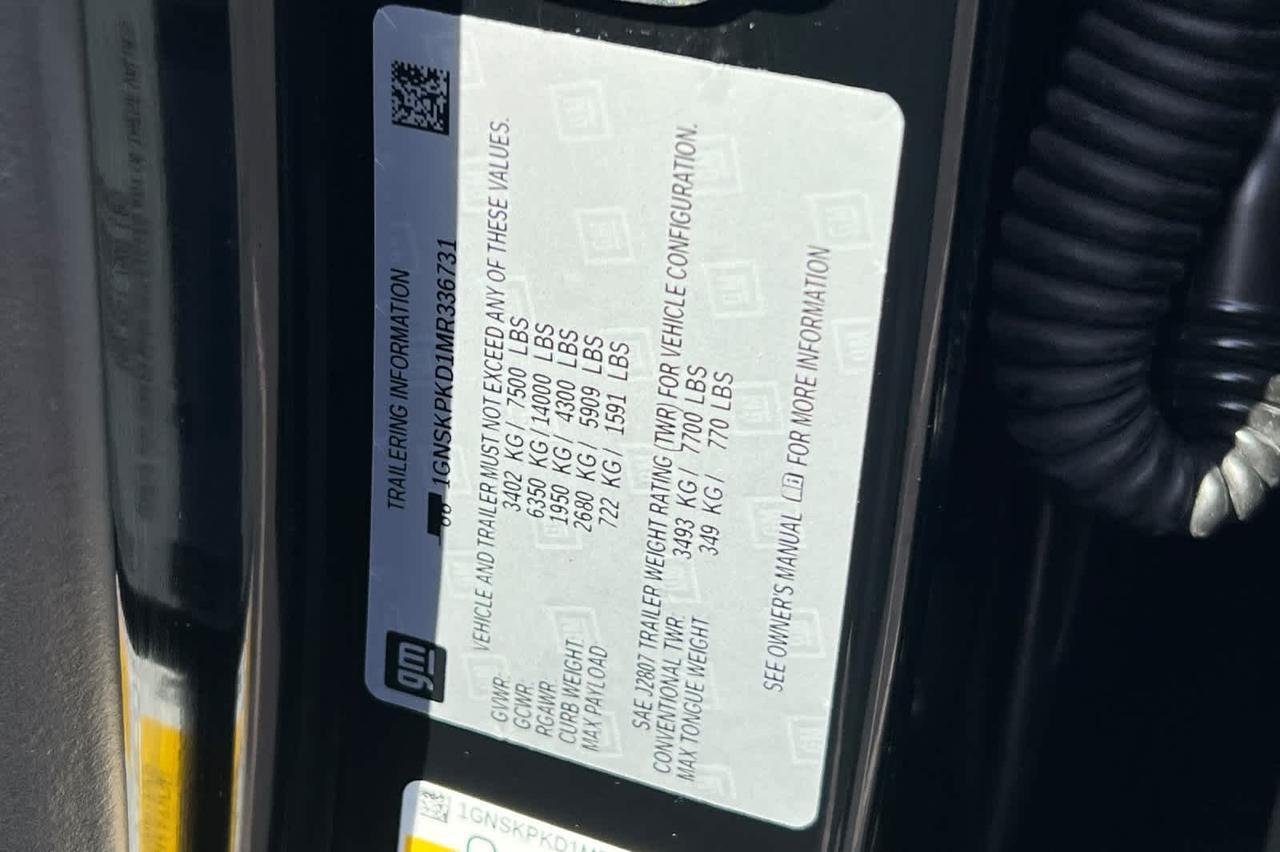 gm
TRAILERING INFORMATION
1GNSKPKD1MR336731
VEHICLE AND TRAILER MUST NOT EXCEED ANY OF THESE VALUES.
GVWR: 3402 KG / 7500 LBS
GCWR: 6350 KG / 14000 LBS
RGAWR: 1950 KG / 4300 LBS
CURB WEIGHT: 2680 KG / 5909 LBS
MAX PAYLOAD 722 KG / 1591 LBS
SAE J2807 TRAILER WEIGHT RATING (TWR) FOR VEHICLE CONFIGURATION.
CONVENTIONAL TWR: 3493 KG / 7700 LBS
MAX TONGUE WEIGHT 349 KG / 770 LBS
SEE OWNER'S MANUAL FOR MORE INFORMATION
1GNSKPKD1M